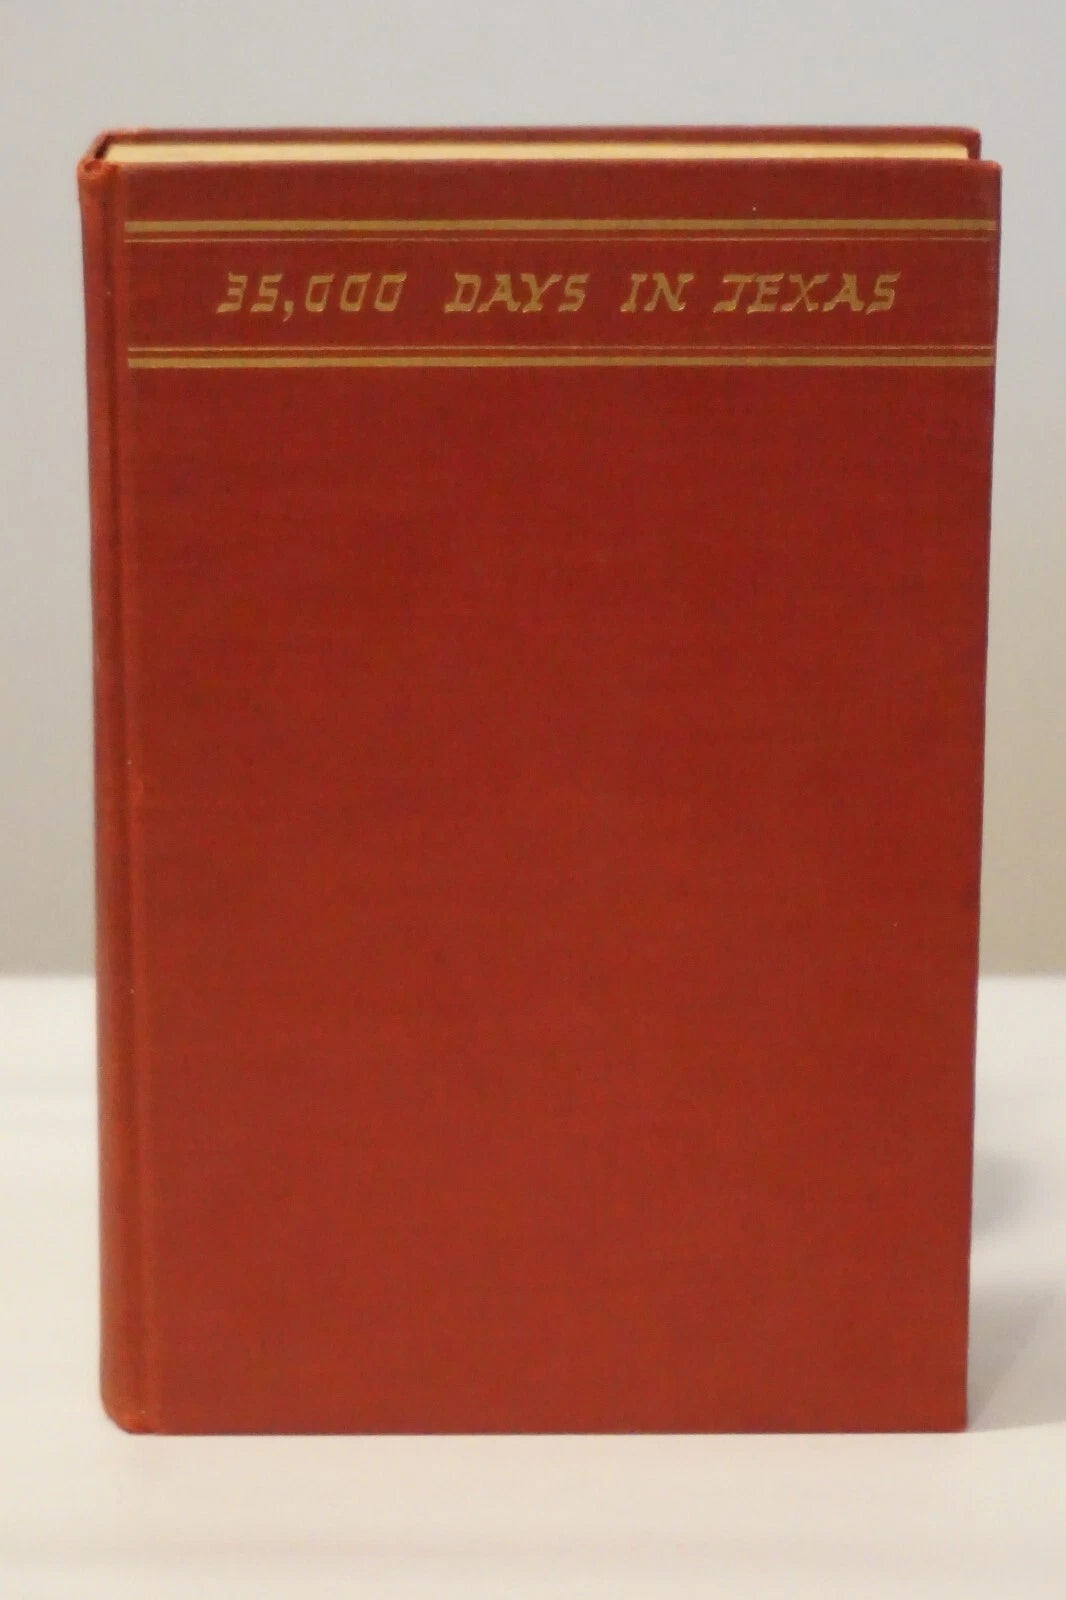 35,000 DAYS IN TEXAS